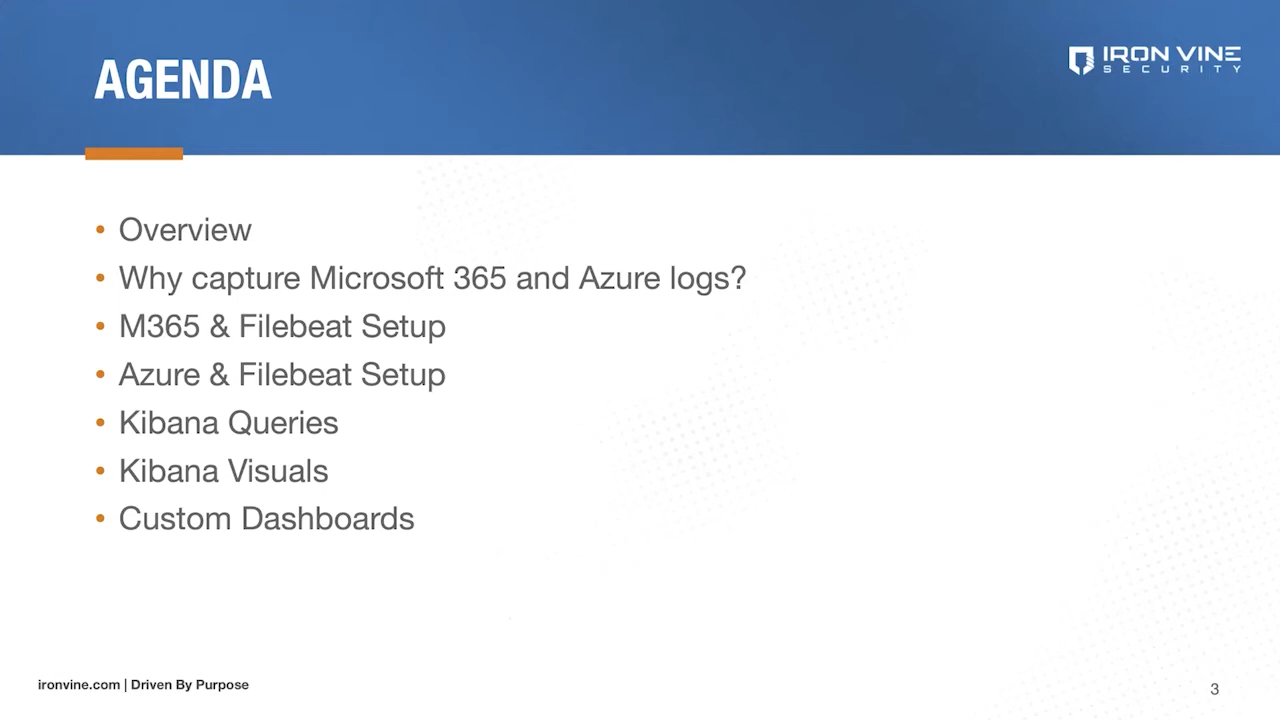 AGENDA
IRON VINE
SECURITY
• Overview
• Why capture Microsoft 365 and Azure logs?
• M365 & Filebeat Setup
• Azure & Filebeat Setup
• Kibana Queries
• Kibana Visuals
• Custom Dashboards
ironvine.com | Driven By Purpose
3